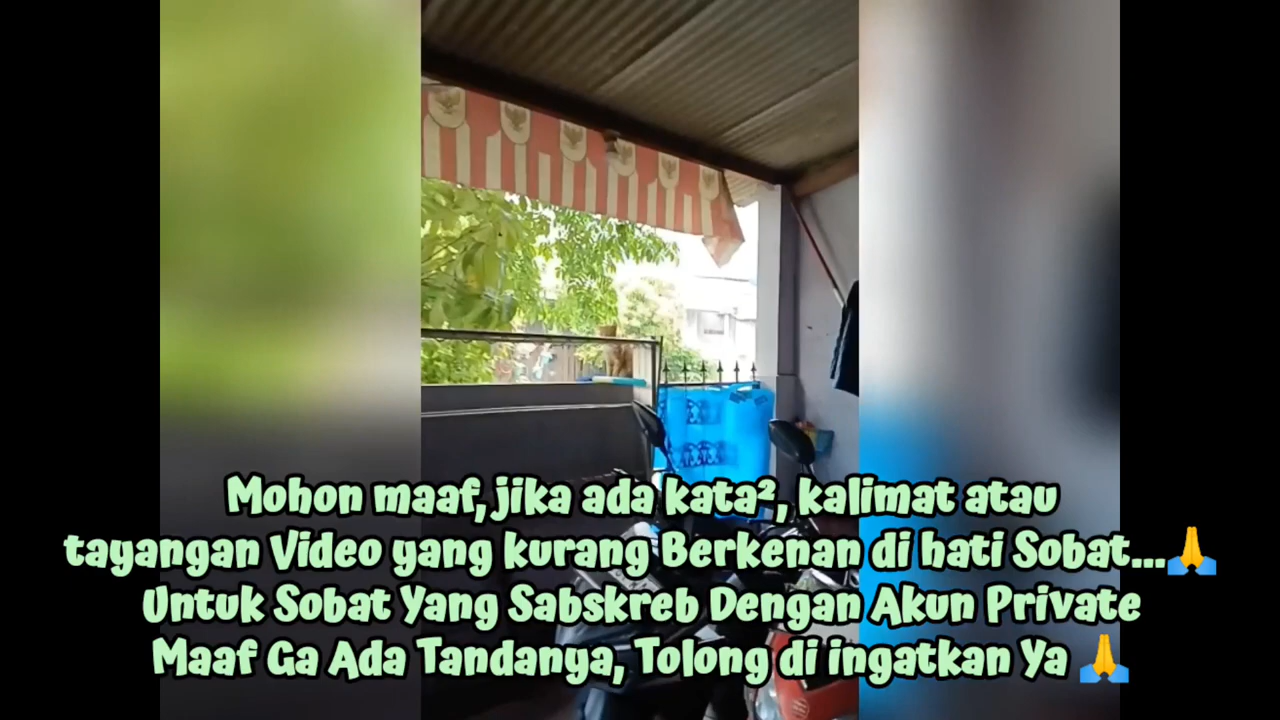 Mohon maaf, jika ada kata², kalimat atau
tayangan Video yang kurang Berkenan di hati Sobat...🙏
Untuk Sobat Yang Sabskreb Dengan Akun Private
Maaf Ga Ada Tandanya, Tolong di ingatkan Ya 🙏